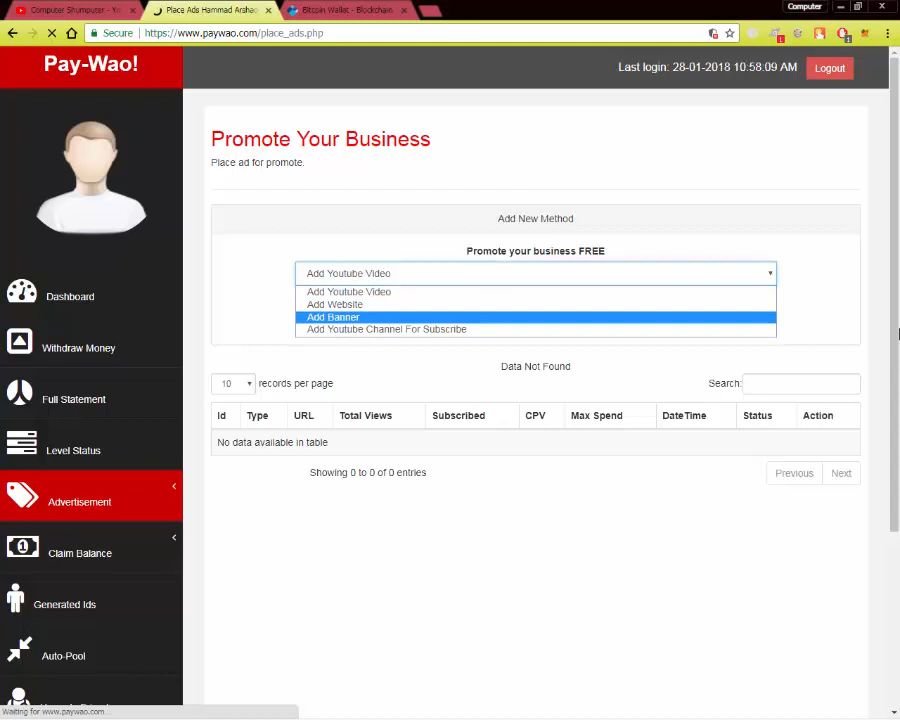 Computer Shumputer - Yo
Place Ads Hammad Arsha
Bitcoin Wallet - Blockchain
Computer
Secure https://www.paywao.com/place_ads.php
Pay-Wao!
Last login: 28-01-2018 10:58:09 AM
Logout
Promote Your Business
Place ad for promote.
Add New Method
Promote your business FREE
Add Youtube Video
Add Youtube Video
Add Website
Add Banner
Add Youtube Channel For Subscribe
Data Not Found
10 records per page
Search:
Id Type URL Total Views Subscribed CPV Max Spend DateTime Status Action
No data available in table
Showing 0 to 0 of 0 entries
Previous Next
Dashboard
Withdraw Money
Full Statement
Level Status
Advertisement
Claim Balance
Generated Ids
Auto-Pool
Waiting for www.paywao.com...